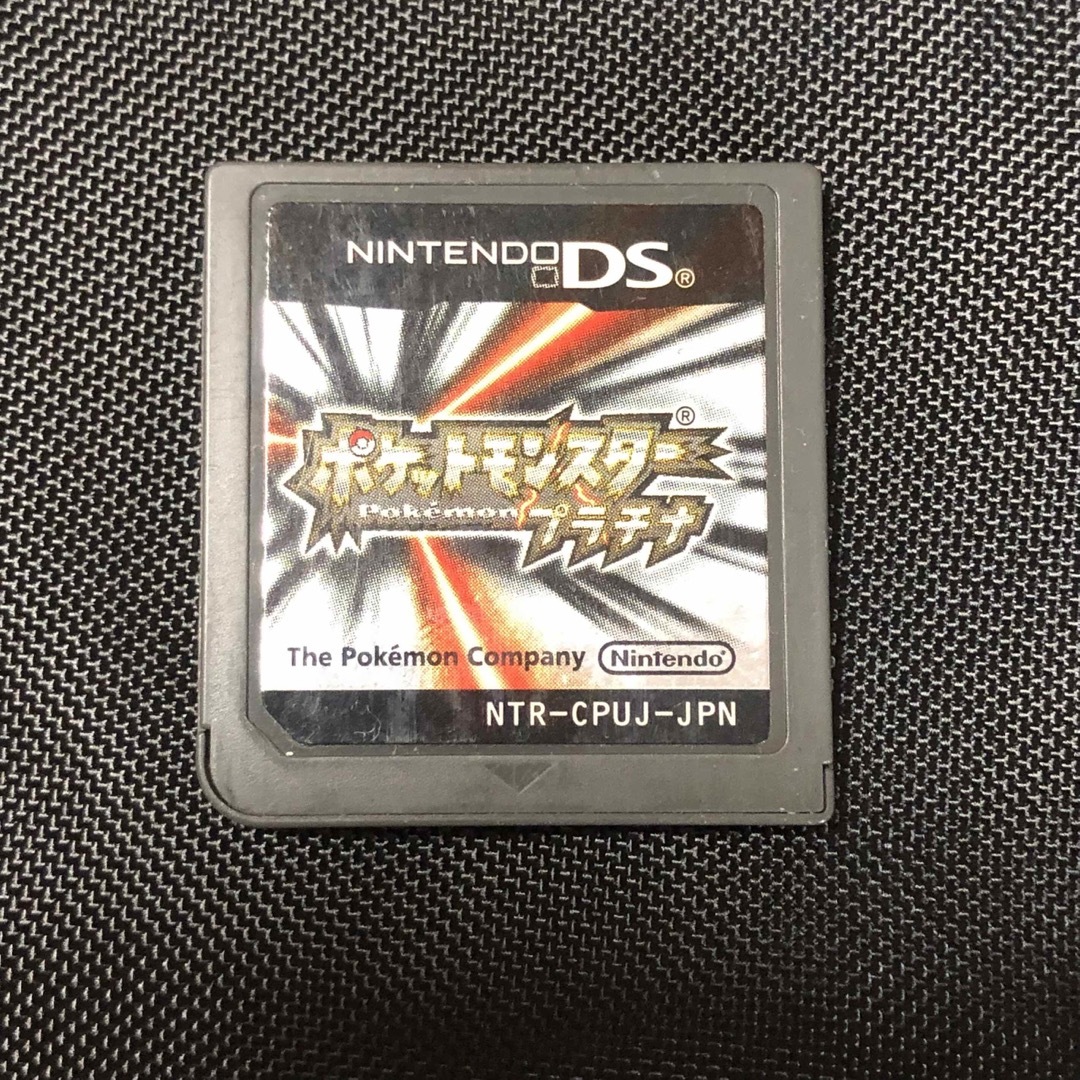 NINTENDO DS®
ポケットモンスター®
Pokémon プラチナ
The Pokémon Company Nintendo®
NTR-CPUJ-JPN